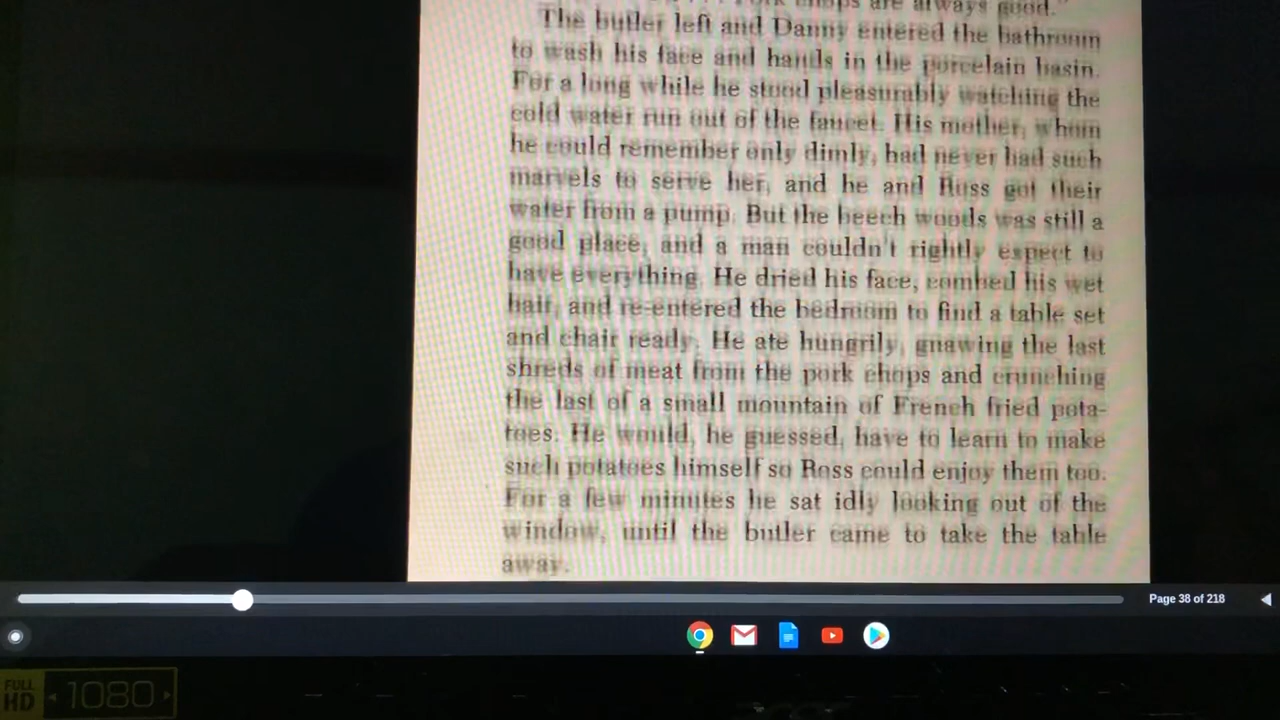 chops are always good."
The butler left and Danny entered the bathroom
to wash his face and hands in the porcelain basin.
For a long while he stood pleasurably watching the
cold water run out of the faucet. His mother, whom
he could remember only dimly, had never had such
marvels to serve her, and he and Ross got their
water from a pump. But the beech woods was still a
good place, and a man couldn't rightly expect to
have everything. He dried his face, combed his wet
hair, and re-entered the bedroom to find a table set
and chair ready. He ate hungrily, gnawing the last
shreds of meat from the pork chops and crunching
the last of a small mountain of French fried pota-
toes. He would, he guessed, have to learn to make
such potatoes himself so Ross could enjoy them too.
For a few minutes he sat idly looking out of the
window, until the butler came to take the table
away.
Page 38 of 218
FULL HD 1080